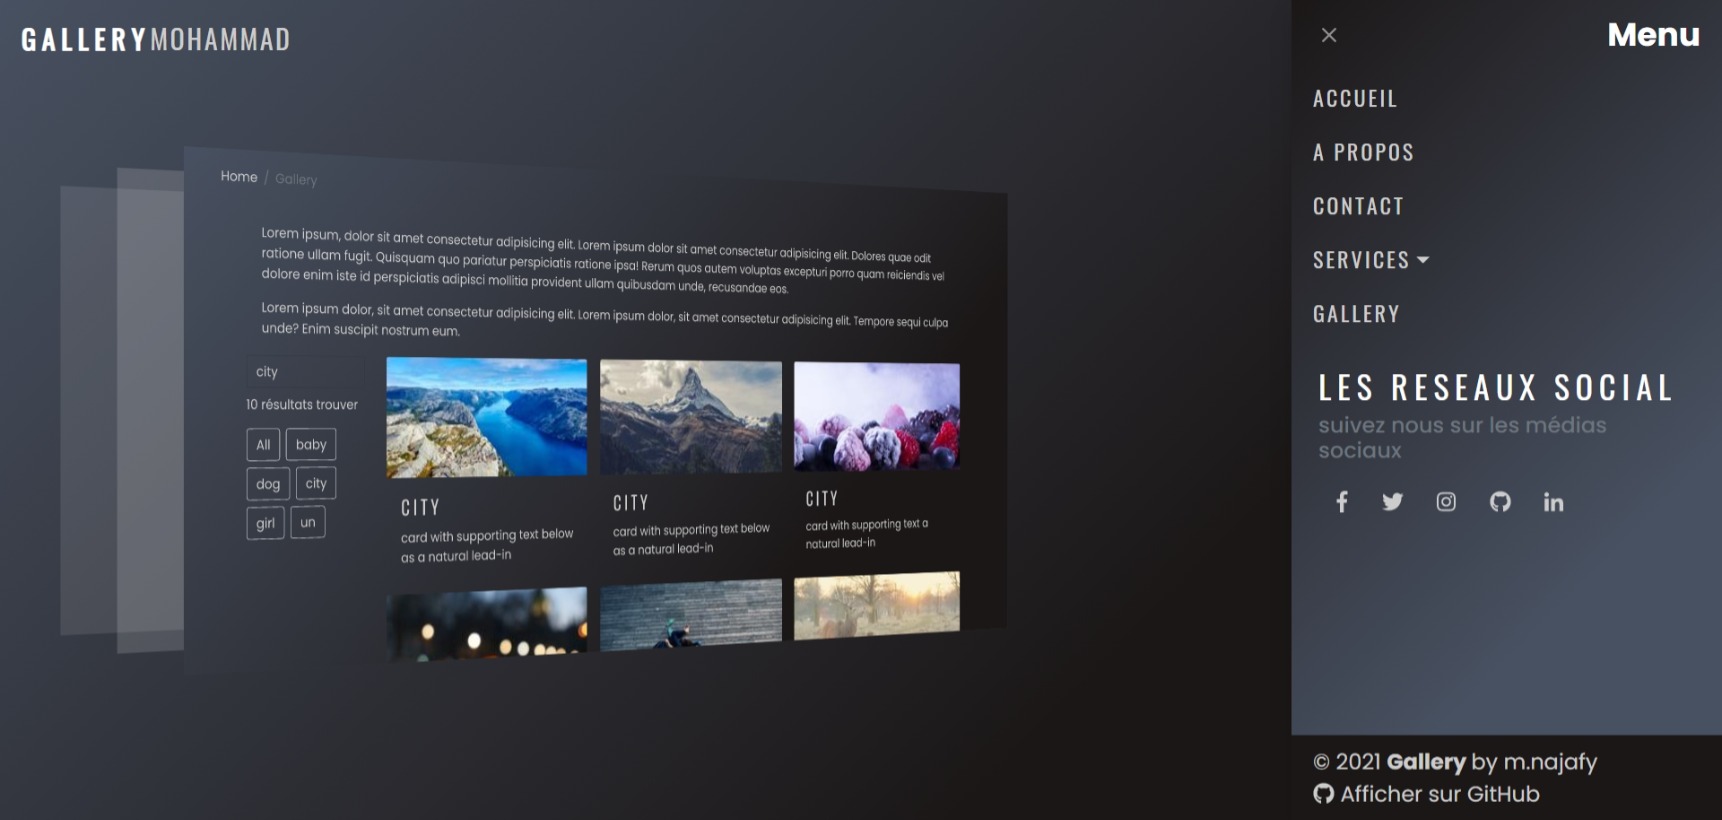 GALLERYMOHAMMAD
Home / Gallery
Lorem ipsum, dolor sit amet consectetur adipisicing elit. Lorem ipsum dolor sit amet consectetur adipisicing elit. Dolores quae odit
ratione ullam fugit. Quisquam quo pariatur perspiciatis ratione ipsa! Rerum quos autem voluptas excepturi porro quam reiciendis vel
dolore enim iste id perspiciatis adipisci mollitia provident ullam quibusdam unde, recusandae eos.
Lorem ipsum dolor, sit amet consectetur adipisicing elit. Lorem ipsum dolor, sit amet consectetur adipisicing elit. Tempore sequi culpa
unde? Enim suscipit nostrum eum.
city
10 résultats trouver
All baby
dog city
girl un
CITY
card with supporting text below
as a natural lead-in
CITY
card with supporting text below
as a natural lead-in
CITY
card with supporting text a
natural lead-in
× Menu
ACCUEIL
A PROPOS
CONTACT
SERVICES
GALLERY
LES RESEAUX SOCIAL
suivez nous sur les médias
sociaux
© 2021 Gallery by m.najafy
Afficher sur GitHub